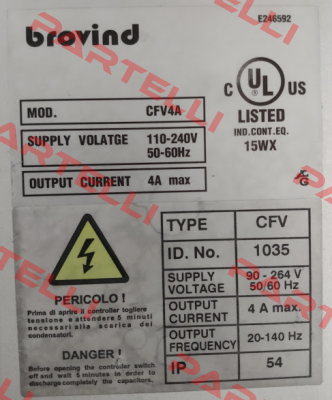 brovind
E246592
C UL US
LISTED
IND.CONT.EQ.
15WX
MOD. CFV4A
SUPPLY VOLATGE 110-240V
50-60Hz
OUTPUT CURRENT 4A max
PERICOLO !
Prima di aprire il controller togliere
tensione e attendere 5 minuti
necessari alla scarica dei
condensatori.
DANGER !
Before opening the controller switch
off and wait 5 minutes in order to
discharge completely the capacitors.
TYPE CFV
ID. No. 1035
SUPPLY VOLTAGE 90 - 264 V
50/60 Hz
OUTPUT CURRENT 4 A max.
OUTPUT FREQUENCY 20-140 Hz
IP 54
PARTELLI